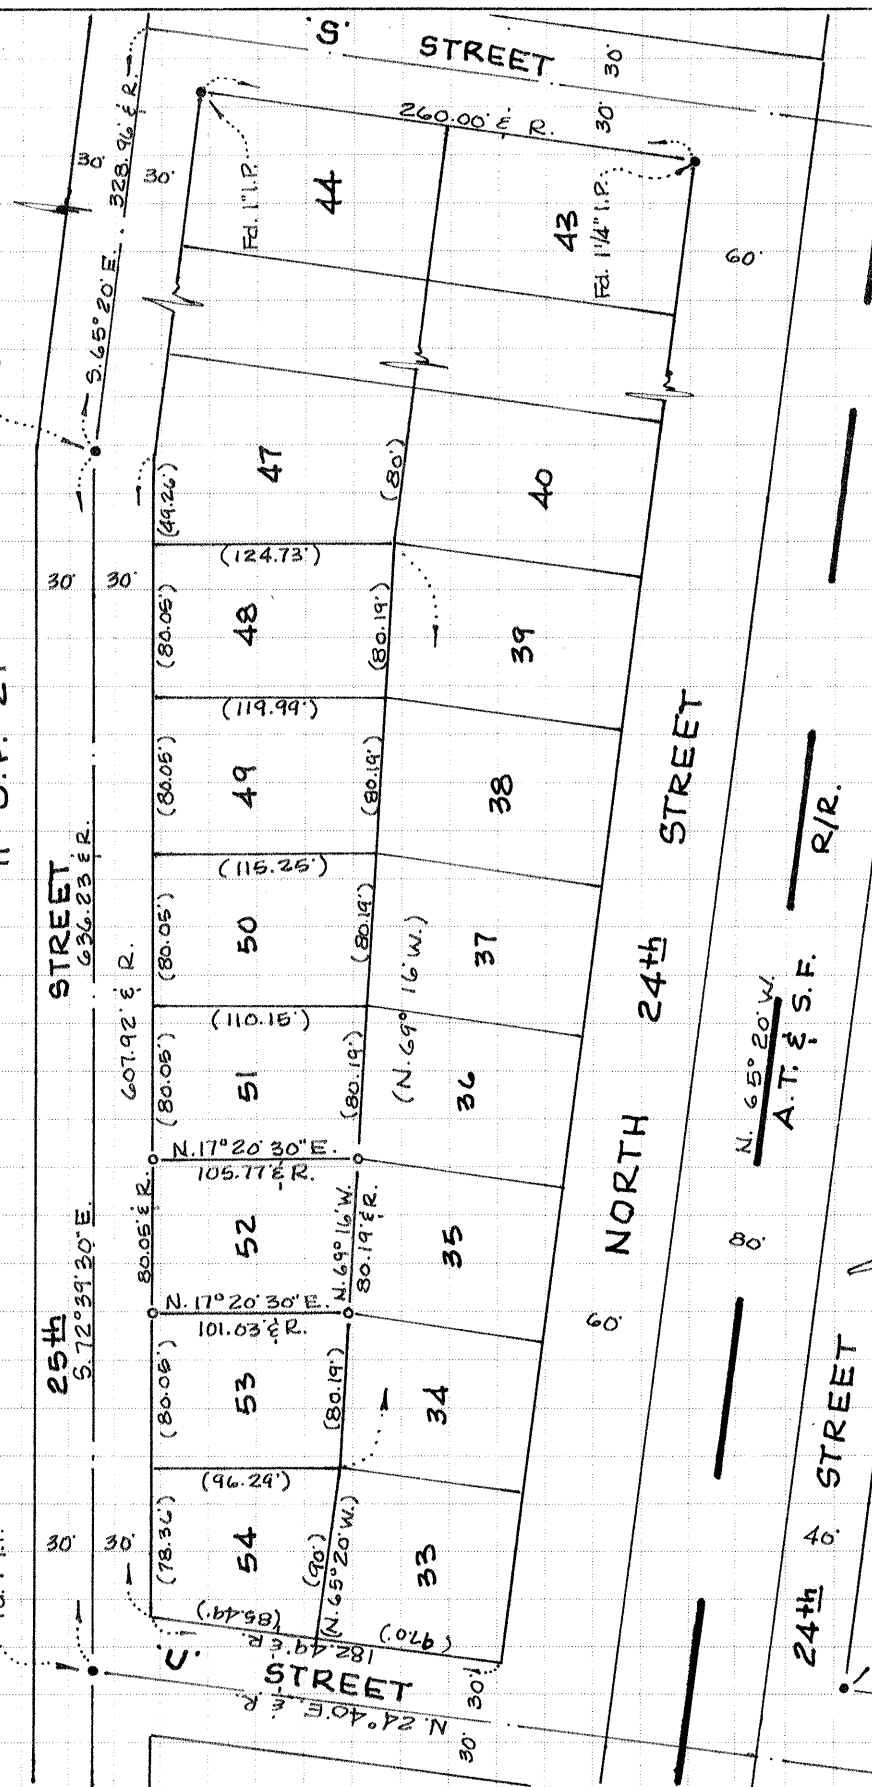 'S' STREET
30'
30'
260.00' & R.
S. 65° 20' E. 328.96' & R.
30'
30'
Fd. 1" I.P.
44
43
Fd. 1 1/4" I.P.
60'
47
(49.26')
(80')
40
(124.73')
30'
30'
(80.05')
48
(80.19')
39
(119.99')
(80.05')
49
(80.19')
38
(115.25')
25th STREET
S. 72° 39' 30" E. 636.23' & R.
607.92' & R.
(80.05')
50
(80.19')
37
(110.15')
(80.05')
51
(80.19')
(N. 69° 16' W.)
36
N. 17° 20' 30" E.
105.77' & R.
80.05' & R.
52
N. 69° 16' W.
80.19' & R.
35
N. 17° 20' 30" E.
101.03' & R.
(80.05')
53
(80.19')
34
(96.29')
30'
30'
(78.36')
54
(90')
(N. 65° 20' W.)
33
(85.49')
182.49' & R.
(97.0')
'U' STREET
N. 24° 40' E. & R.
30'
30'
NORTH 24th STREET
60'
N. 65° 20' W.
A.T. & S.F. R/R.
80'
24th STREET
40'